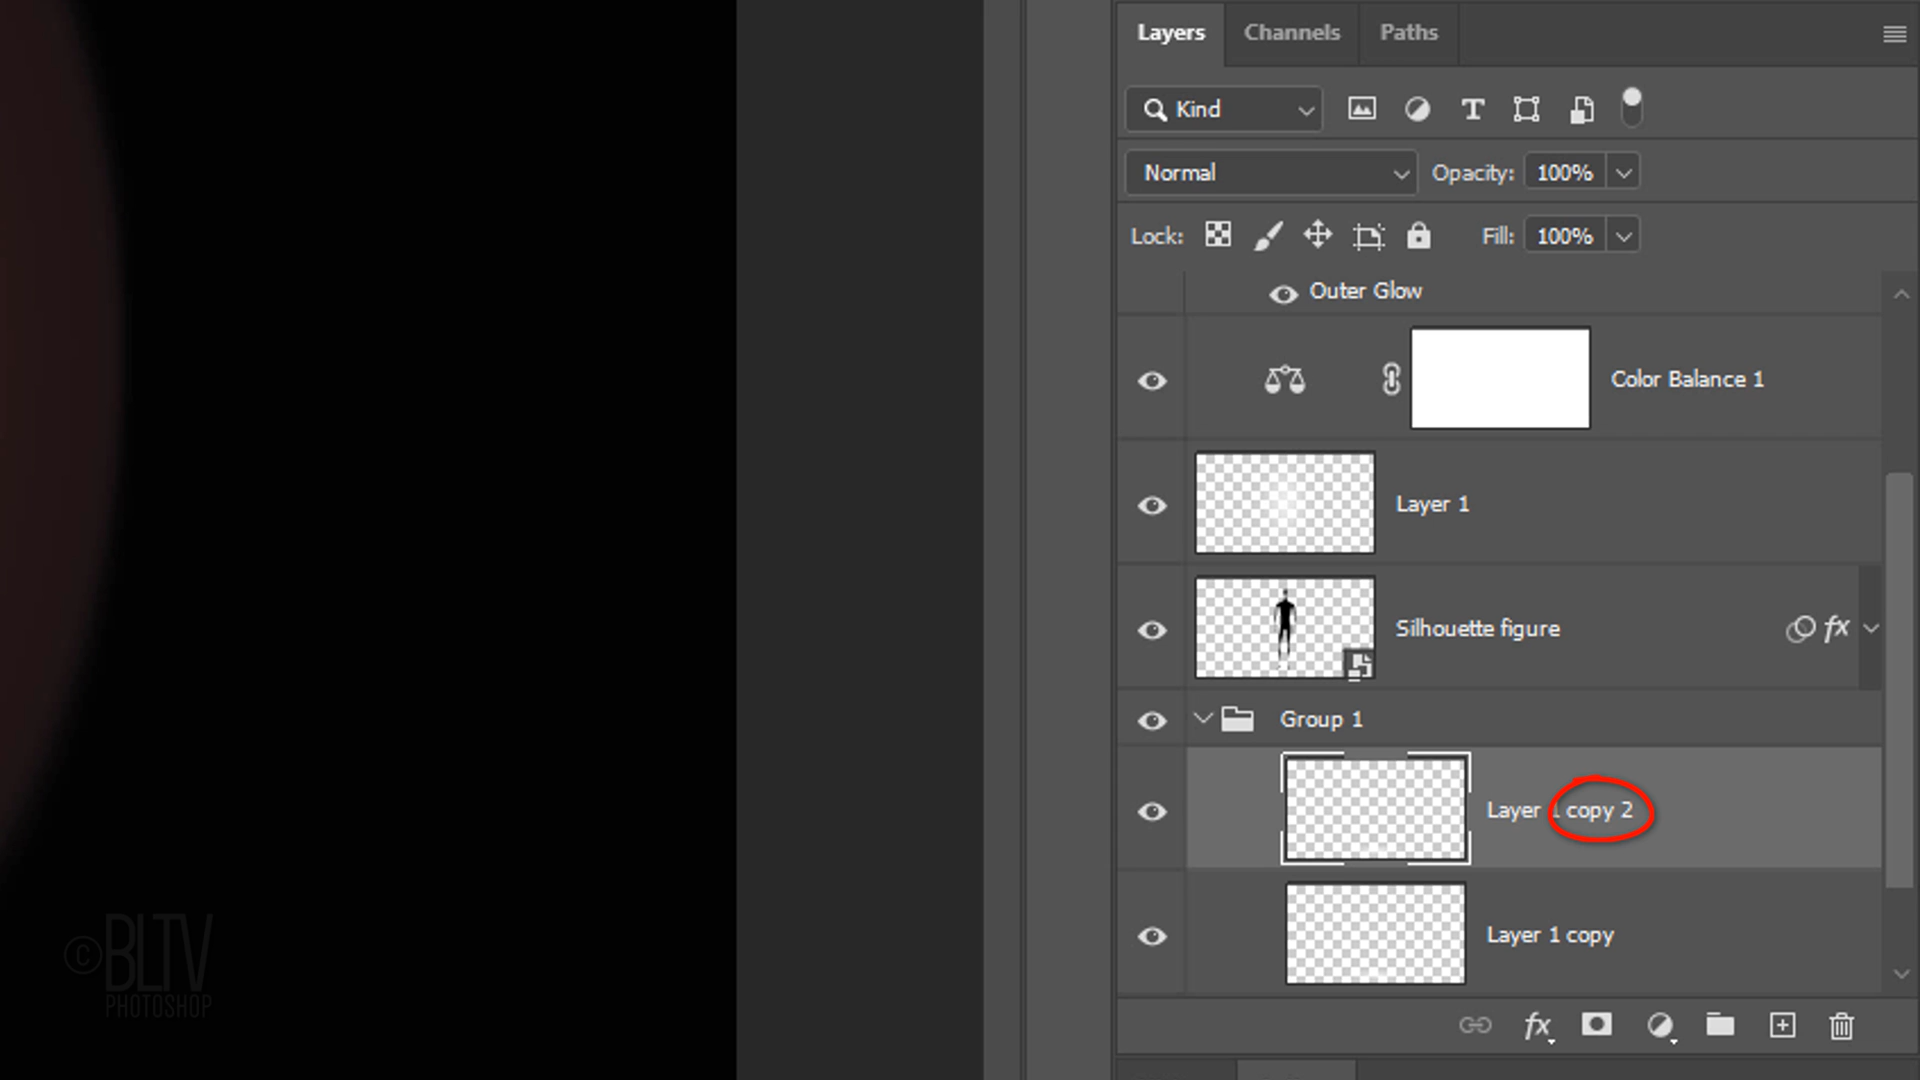 Layers Channels Paths
Kind
Normal Opacity: 100%
Lock: Fill: 100%
Outer Glow
Color Balance 1
Layer 1
Silhouette figure fx
Group 1
Layer 1 copy 2
Layer 1 copy
fx
©BLTV
PHOTOSHOP